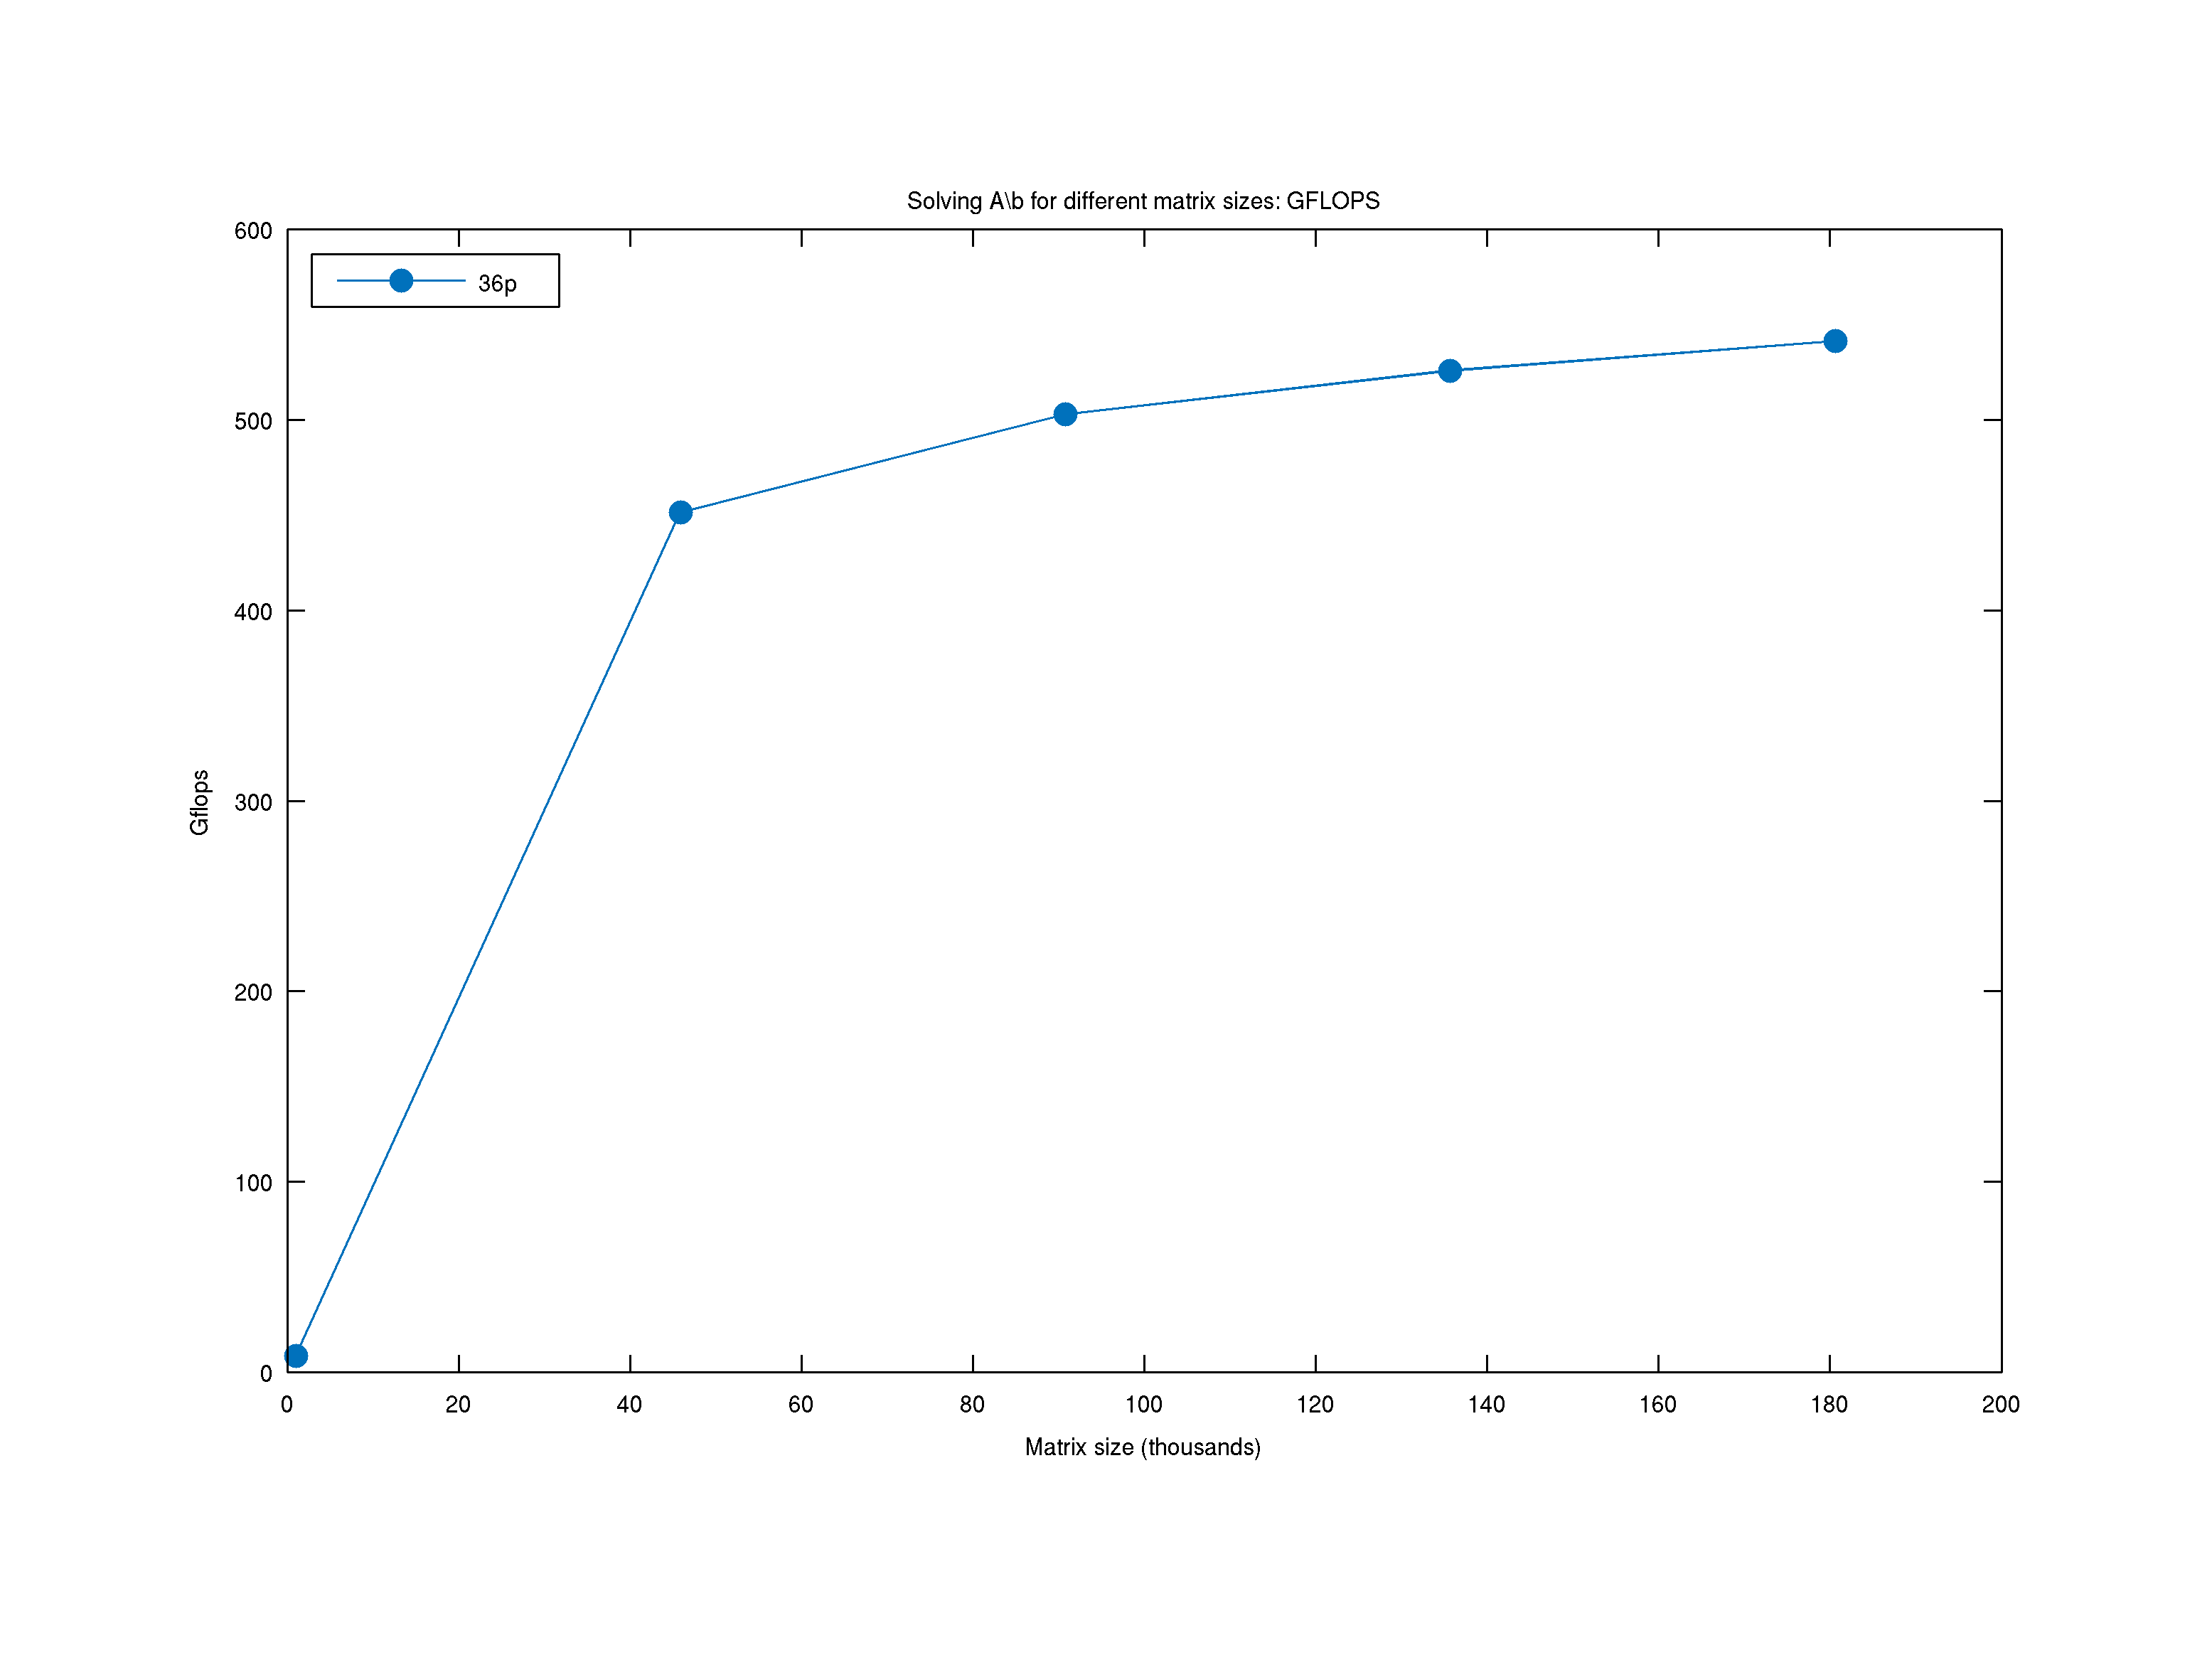 Solving A\b for different matrix sizes: GFLOPS
600
36p
500
400
300
200
100
0
Gflops
0 20 40 60 80 100 120 140 160 180 200
Matrix size (thousands)